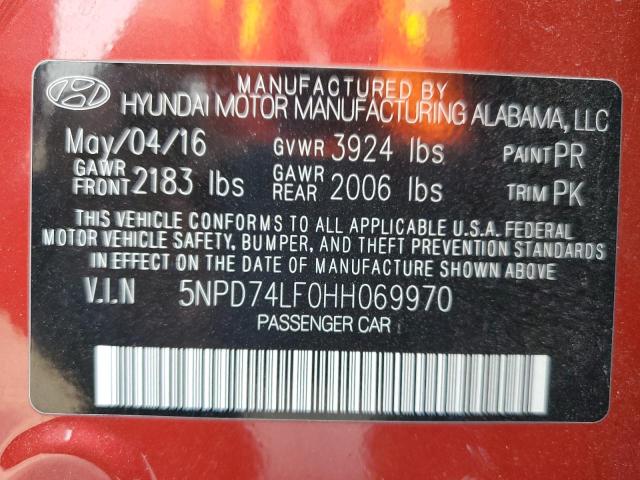 MANUFACTURED BY
HYUNDAI MOTOR MANUFACTURING ALABAMA, LLC
May/04/16 GVWR 3924 lbs PAINT PR
GAWR FRONT 2183 lbs GAWR REAR 2006 lbs TRIM PK
THIS VEHICLE CONFORMS TO ALL APPLICABLE U.S.A. FEDERAL
MOTOR VEHICLE SAFETY, BUMPER, AND THEFT PREVENTION STANDARDS
IN EFFECT ON THE DATE OF MANUFACTURE SHOWN ABOVE.
V.I.N 5NPD74LF0HH069970
PASSENGER CAR